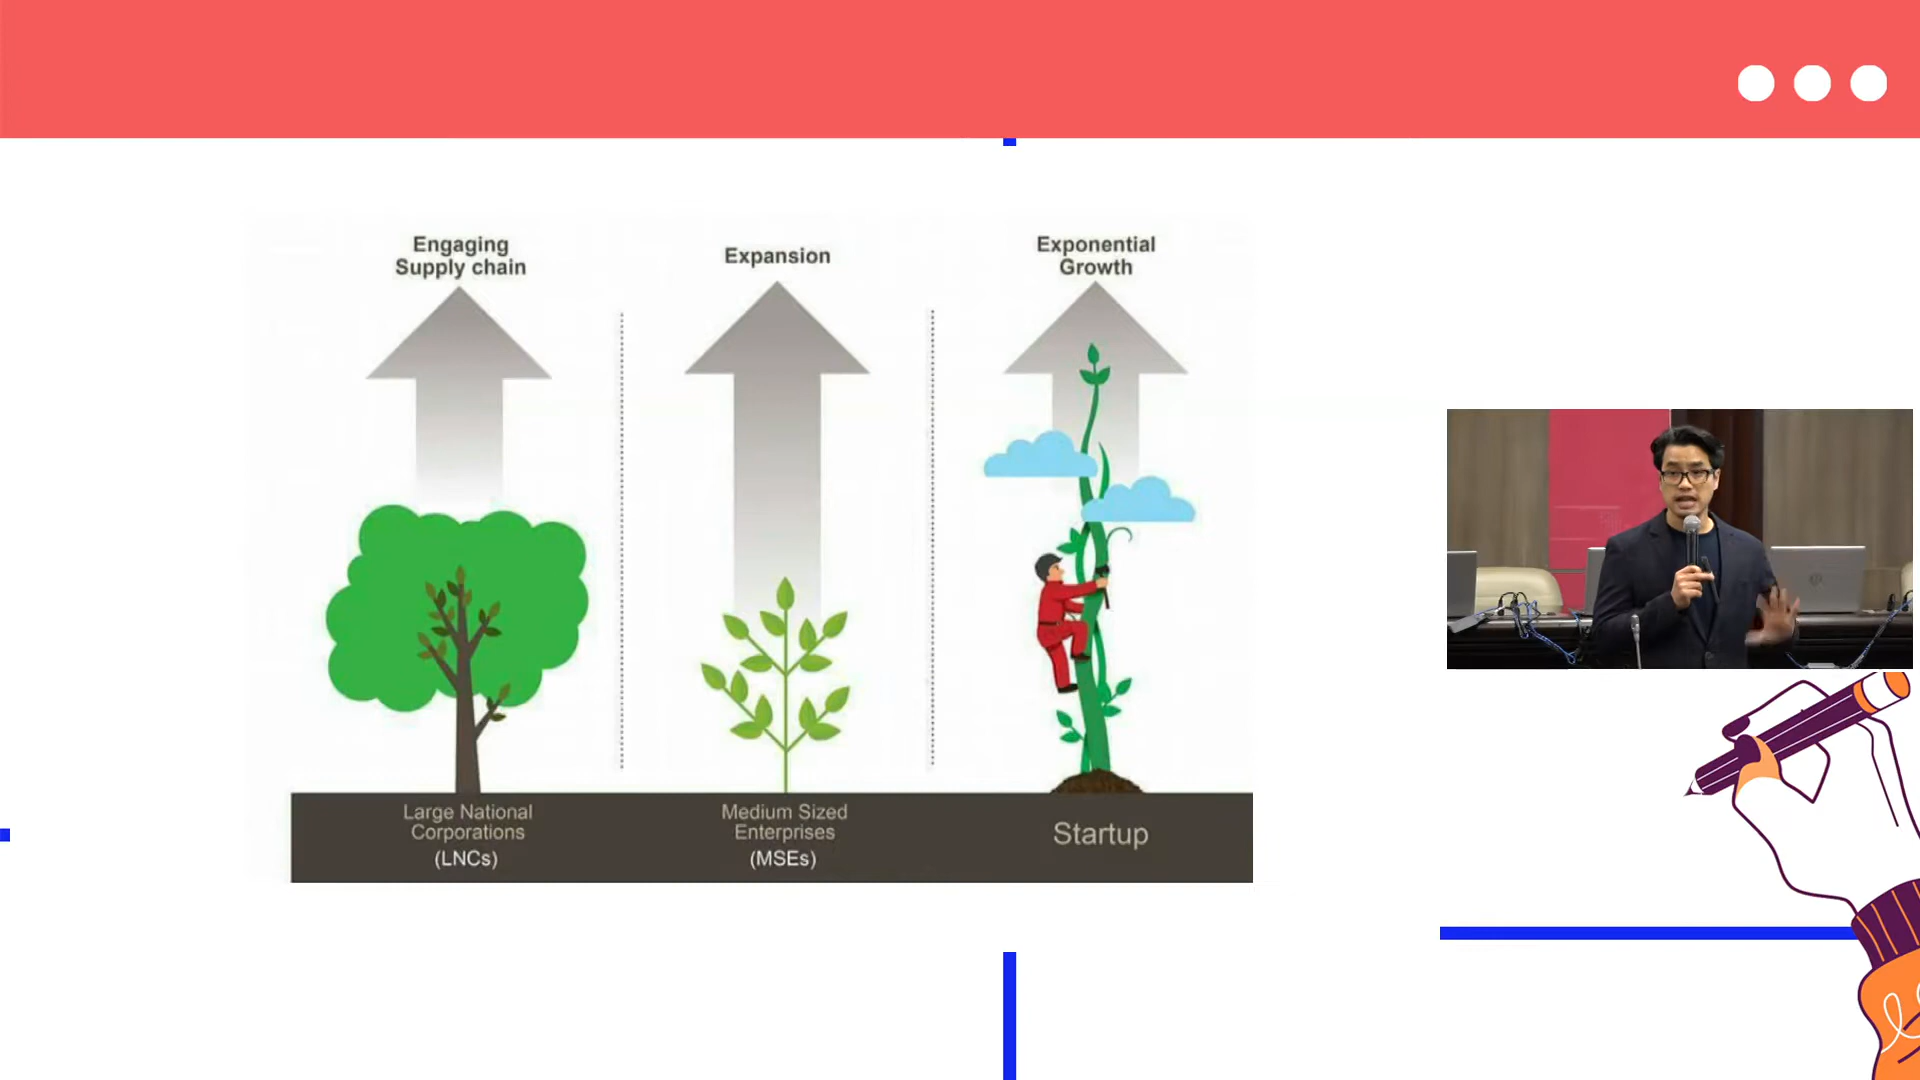 Engaging
Supply chain
Expansion
Exponential
Growth
Large National
Corporations
(LNCs)
Medium Sized
Enterprises
(MSEs)
Startup